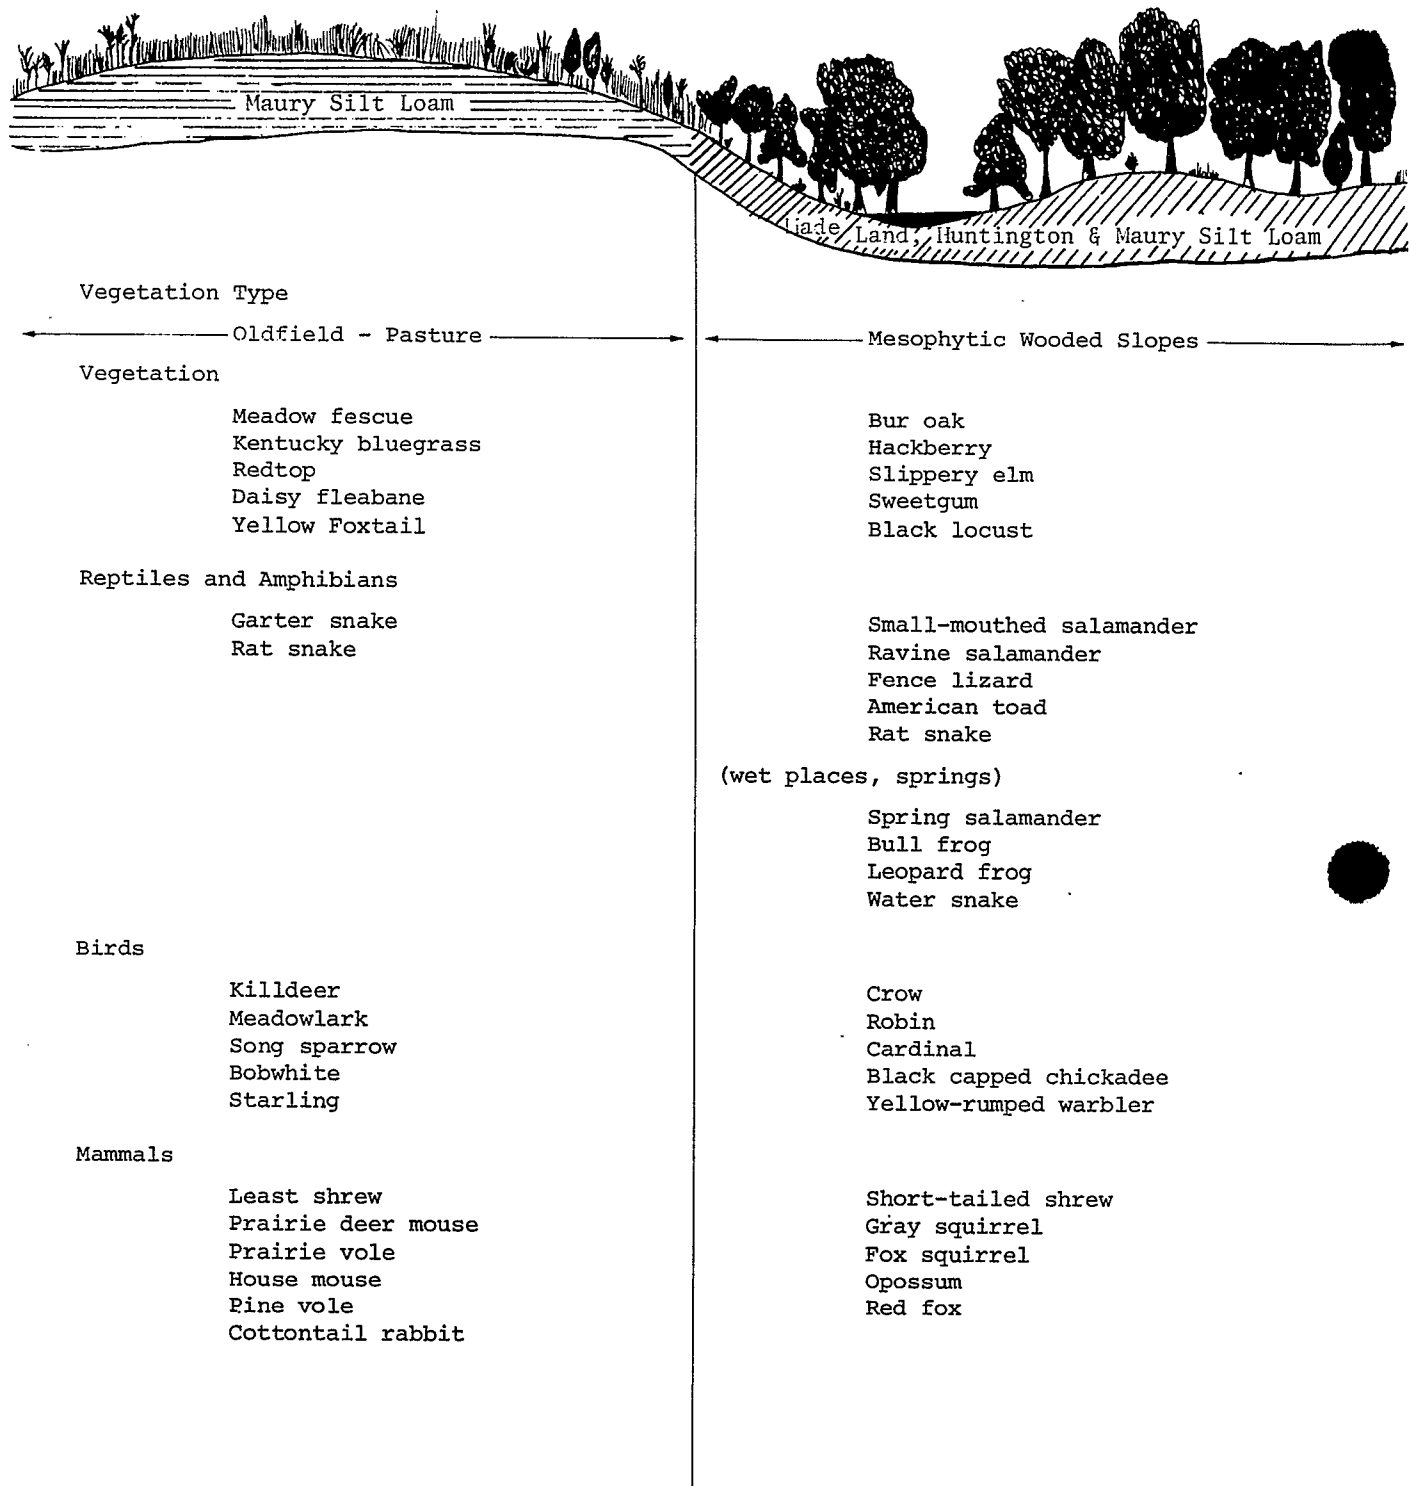 Maury Silt Loam
Made Land, Huntington & Maury Silt Loam
Vegetation Type
Oldfield - Pasture
Mesophytic Wooded Slopes
Vegetation
Meadow fescue
Kentucky bluegrass
Redtop
Daisy fleabane
Yellow Foxtail
Bur oak
Hackberry
Slippery elm
Sweetgum
Black locust
Reptiles and Amphibians
Garter snake
Rat snake
Small-mouthed salamander
Ravine salamander
Fence lizard
American toad
Rat snake
(wet places, springs)
Spring salamander
Bull frog
Leopard frog
Water snake
Birds
Killdeer
Meadowlark
Song sparrow
Bobwhite
Starling
Crow
Robin
Cardinal
Black capped chickadee
Yellow-rumped warbler
Mammals
Least shrew
Prairie deer mouse
Prairie vole
House mouse
Pine vole
Cottontail rabbit
Short-tailed shrew
Gray squirrel
Fox squirrel
Opossum
Red fox